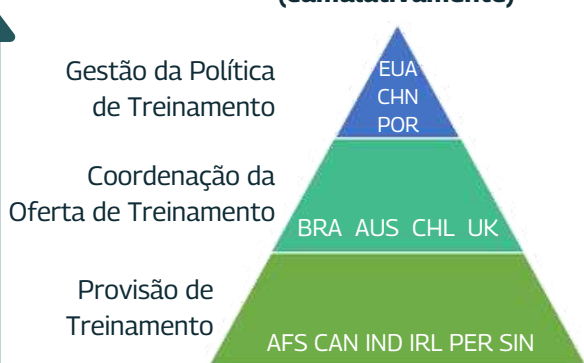 (cumulativamente)
Gestão da Política
de Treinamento
EUA
CHN
POR
Coordenação da
Oferta de Treinamento
BRA AUS CHL UK
Provisão de
Treinamento
AFS CAN IND IRL PER SIN